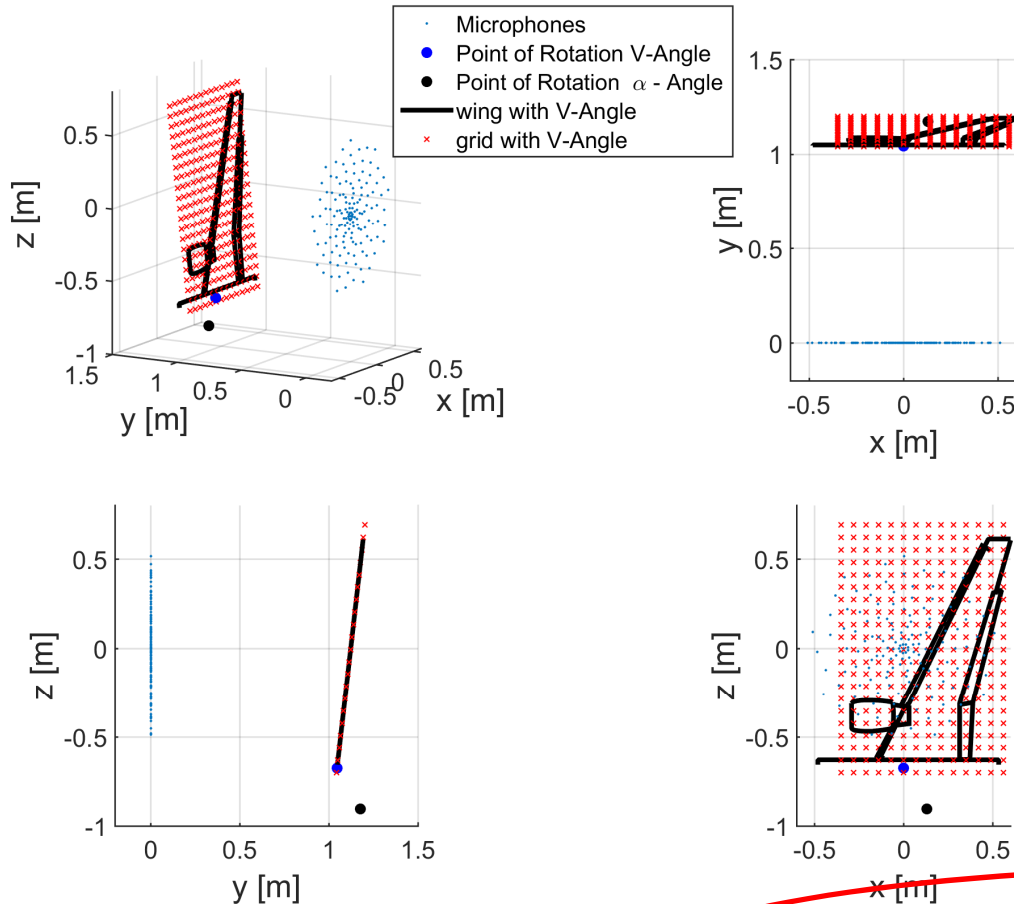 Microphones
Point of Rotation V-Angle
Point of Rotation α - Angle
wing with V-Angle
grid with V-Angle
0.5
0
-0.5
-1
z [m]
1.5
1
0.5
0
y [m]
-0.5
0
0.5
x [m]
1.5
1
0.5
0
y [m]
-0.5
0
0.5
x [m]
0.5
0
-0.5
-1
z [m]
0
0.5
1
1.5
y [m]
0.5
0
-0.5
-1
z [m]
-0.5
0
0.5
x [m]